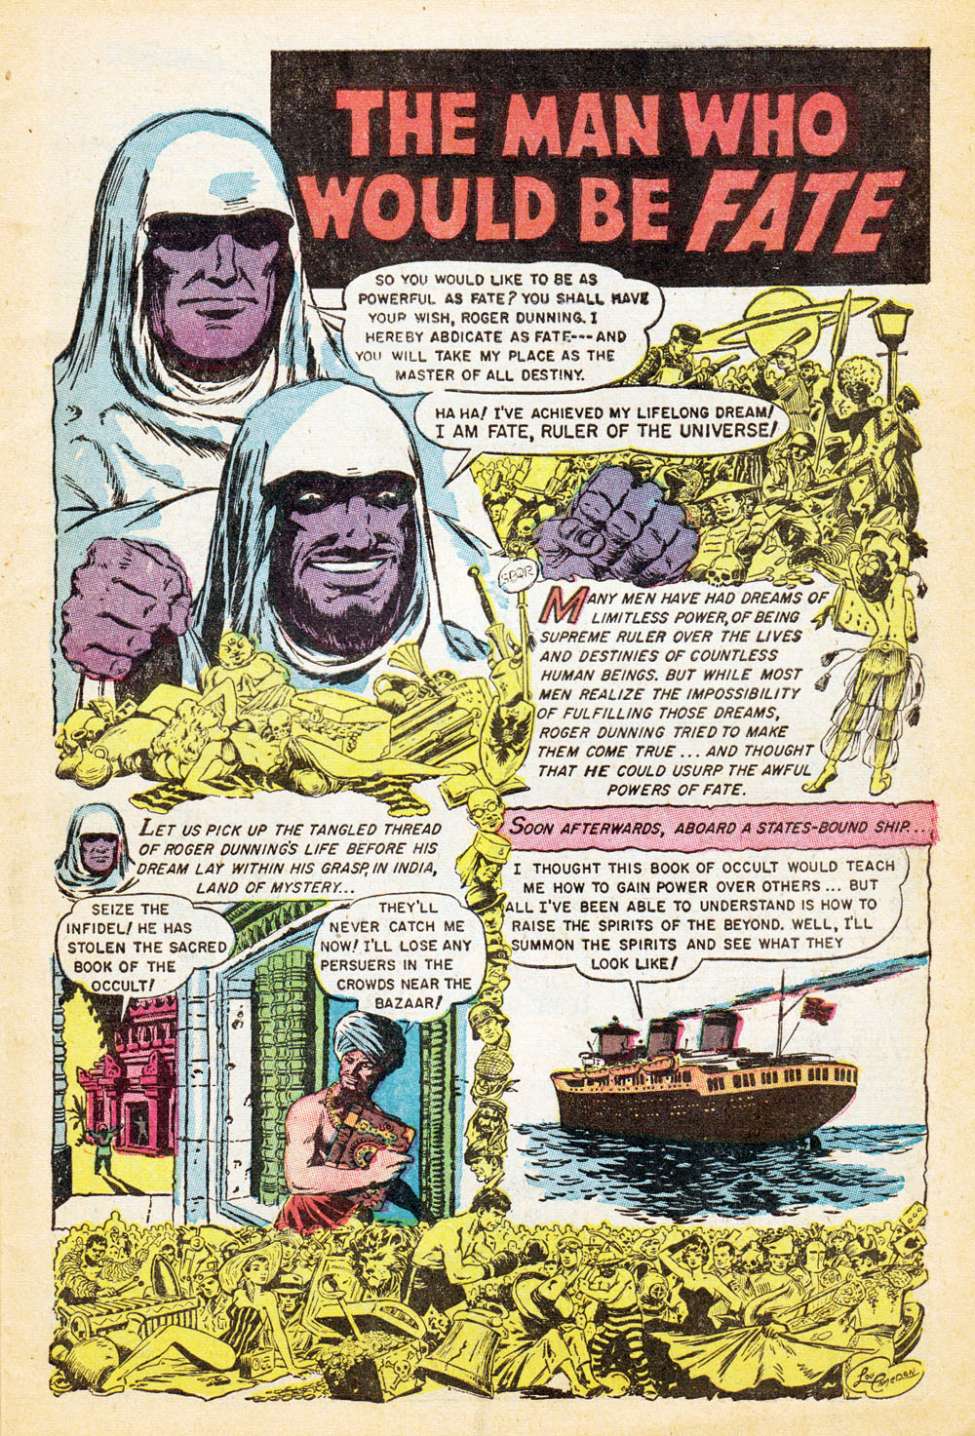 THE MAN WHO
WOULD BE FATE
SO YOU WOULD LIKE TO BE AS
POWERFUL AS FATE? YOU SHALL HAVE
YOUR WISH, ROGER DUNNING. I
HEREBY ABDICATE AS FATE---AND
YOU WILL TAKE MY PLACE AS THE
MASTER OF ALL DESTINY.
HA HA! I'VE ACHIEVED MY LIFELONG DREAM!
I AM FATE, RULER OF THE UNIVERSE!
SPQR
MANY MEN HAVE HAD DREAMS OF
LIMITLESS POWER, OF BEING
SUPREME RULER OVER THE LIVES
AND DESTINIES OF COUNTLESS
HUMAN BEINGS. BUT WHILE MOST
MEN REALIZE THE IMPOSSIBILITY
OF FULFILLING THOSE DREAMS,
ROGER DUNNING TRIED TO MAKE
THEM COME TRUE... AND THOUGHT
THAT HE COULD USURP THE AWFUL
POWERS OF FATE.
LET US PICK UP THE TANGLED THREAD
OF ROGER DUNNING'S LIFE BEFORE HIS
DREAM LAY WITHIN HIS GRASP, IN INDIA,
LAND OF MYSTERY...
SEIZE THE
INFIDEL! HE HAS
STOLEN THE SACRED
BOOK OF THE
OCCULT!
THEY'LL
NEVER CATCH ME
NOW! I'LL LOSE ANY
PERSUERS IN THE
CROWDS NEAR THE
BAZAAR!
SOON AFTERWARDS, ABOARD A STATES-BOUND SHIP...
I THOUGHT THIS BOOK OF OCCULT WOULD TEACH
ME HOW TO GAIN POWER OVER OTHERS... BUT
ALL I'VE BEEN ABLE TO UNDERSTAND IS HOW TO
RAISE THE SPIRITS OF THE BEYOND. WELL, I'LL
SUMMON THE SPIRITS AND SEE WHAT THEY
LOOK LIKE!
Lou Cameron